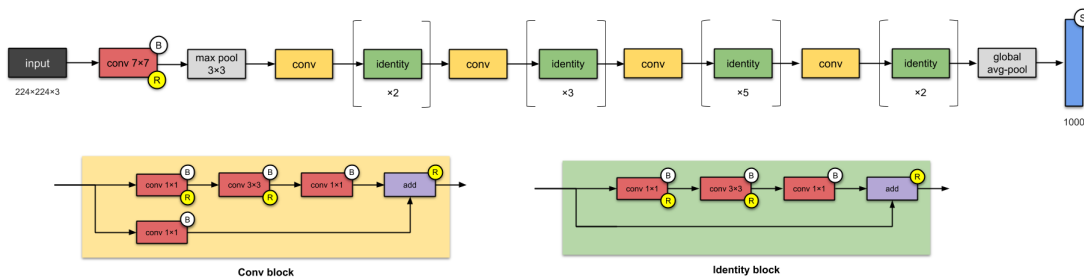 input
224×224×3
conv 7×7
B
R
max pool
3×3
conv
identity
×2
conv
identity
×3
conv
identity
×5
conv
identity
×2
global
avg-pool
S
1000
conv 1×1
B
R
conv 3×3
B
R
conv 1×1
B
add
R
conv 1×1
B
Conv block
conv 1×1
B
R
conv 3×3
B
R
conv 1×1
B
add
R
Identity block